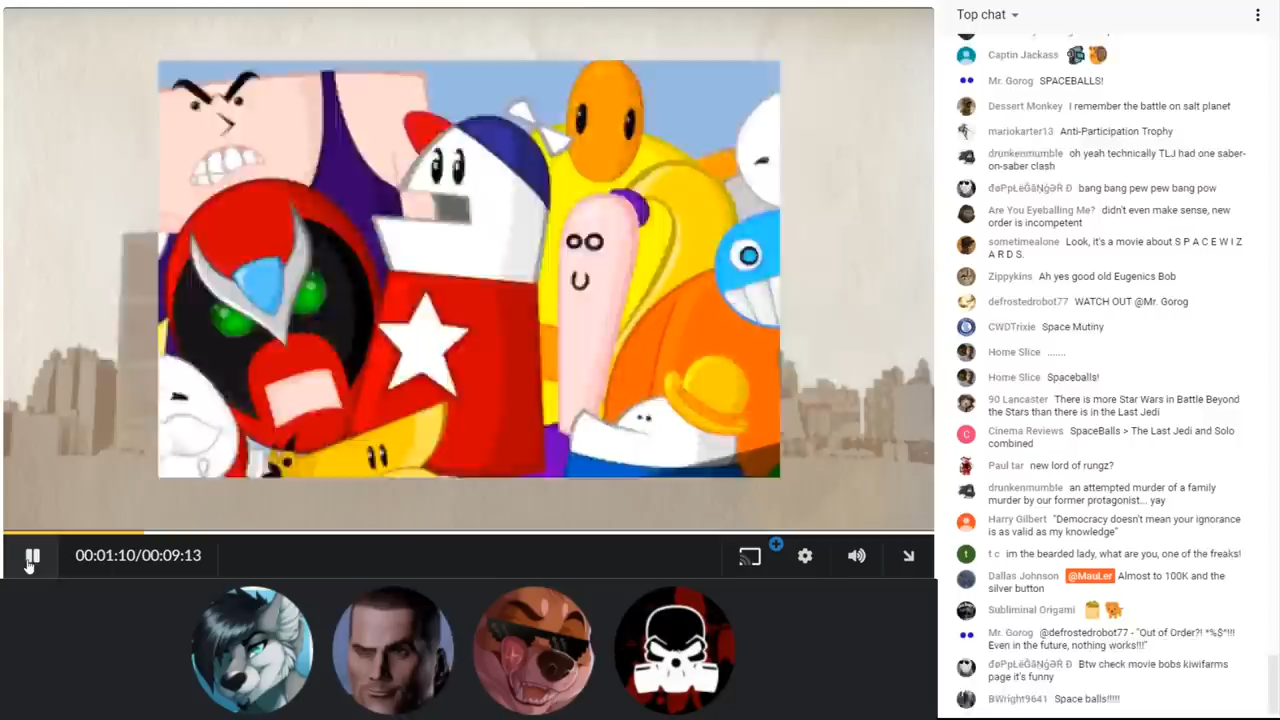 Top chat
Captin Jackass
Mr. Gorog SPACEBALLS!
Dessert Monkey I remember the battle on salt planet
mariokarter13 Anti-Participation Trophy
drunkenmumble oh yeah technically TLJ had one saber-
on-saber clash
bang bang pew pew bang pow
Are You Eyeballing Me? didn't even make sense, new
order is incompetent
sometimealone Look, it's a movie about S P A C E W I Z
A R D S.
Zippykins Ah yes good old Eugenics Bob
defrostedrobot77 WATCH OUT @Mr. Gorog
CWDTrixie Space Mutiny
Home Slice .......
Home Slice Spaceballs!
90 Lancaster There is more Star Wars in Battle Beyond
the Stars than there is in the Last Jedi
C
Cinema Reviews SpaceBalls > The Last Jedi and Solo
combined
Paul tar new lord of rungz?
drunkenmumble an attempted murder of a family
murder by our former protagonist... yay
Harry Gilbert "Democracy doesn't mean your ignorance
is as valid as my knowledge"
t
t c im the bearded lady, what are you, one of the freaks!
Dallas Johnson @MauLer Almost to 100K and the
silver button
Subliminal Origami
Mr. Gorog @defrostedrobot77 - "Out of Order?! *%$*!!!
Even in the future, nothing works!!!"
Btw check movie bobs kiwifarms
page it's funny
BWright9641 Space balls!!!!!
00:01:10/00:09:13